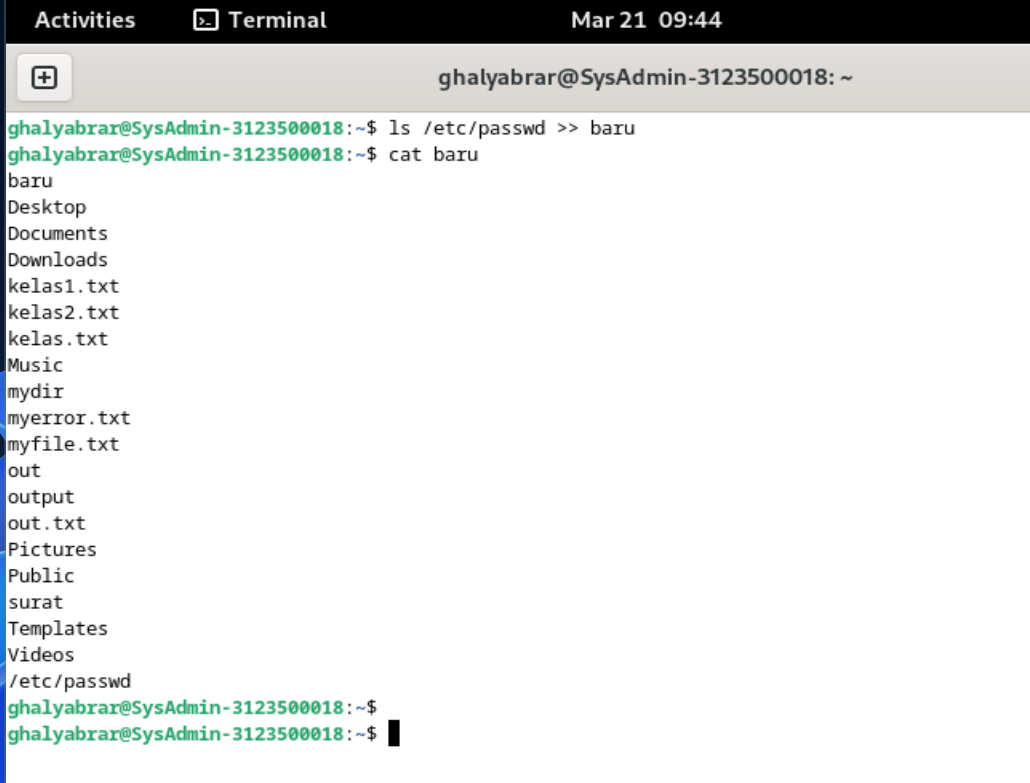 Activities Terminal Mar 21 09:44
ghalyabrar@SysAdmin-3123500018: ~
ghalyabrar@SysAdmin-3123500018:~$ ls /etc/passwd >> baru
ghalyabrar@SysAdmin-3123500018:~$ cat baru
baru
Desktop
Documents
Downloads
kelas1.txt
kelas2.txt
kelas.txt
Music
mydir
myerror.txt
myfile.txt
out
output
out.txt
Pictures
Public
surat
Templates
Videos
/etc/passwd
ghalyabrar@SysAdmin-3123500018:~$
ghalyabrar@SysAdmin-3123500018:~$